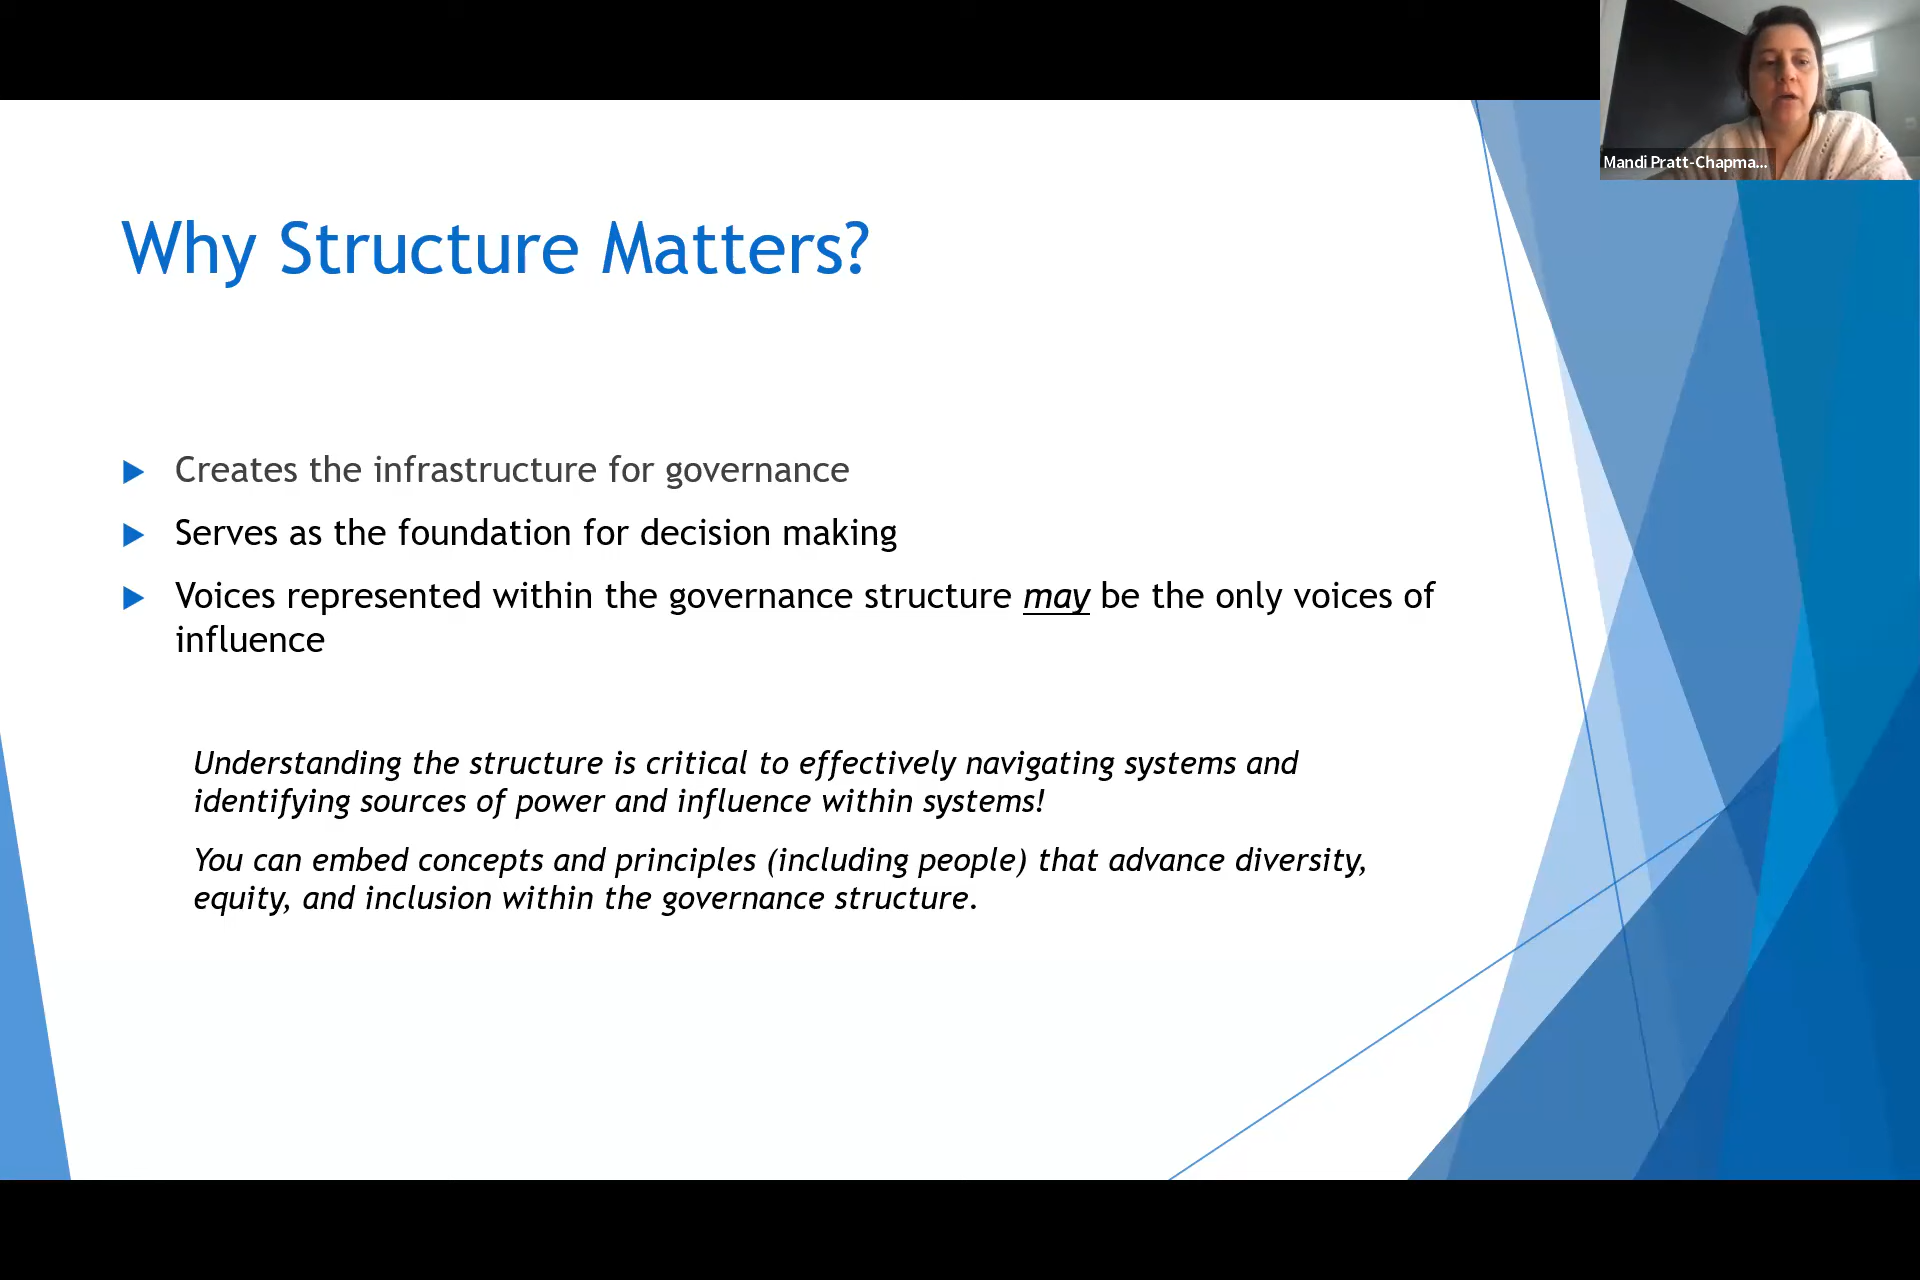 Mandi Pratt-Chapma...
Why Structure Matters?
Creates the infrastructure for governance
Serves as the foundation for decision making
Voices represented within the governance structure may be the only voices of
influence
Understanding the structure is critical to effectively navigating systems and
identifying sources of power and influence within systems!
You can embed concepts and principles (including people) that advance diversity,
equity, and inclusion within the governance structure.